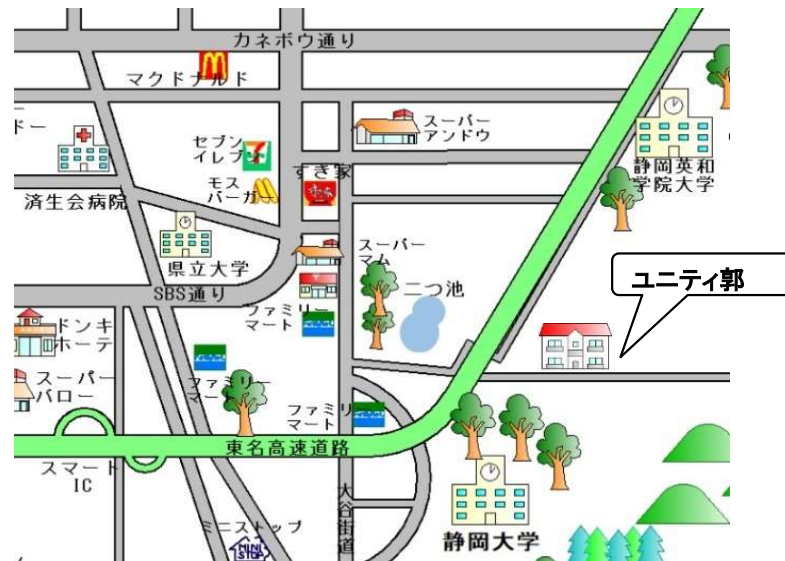 カネボウ通り
マクドナルド
ドー
セブン
イレブン
スーパー
アンドウ
すき家
静岡英和
学院大学
済生会病院
モス
バーガー
県立大学
スーパー
マム
ユニティ郭
SBS通り
二つ池
ファミリー
マート
ドンキ
ホーテ
スーパー
バロー
ファミリー
マート
ファミリ
マート
東名高速道路
スマート
IC
大谷街道
ミニストップ
MINI
STOP
静岡大学